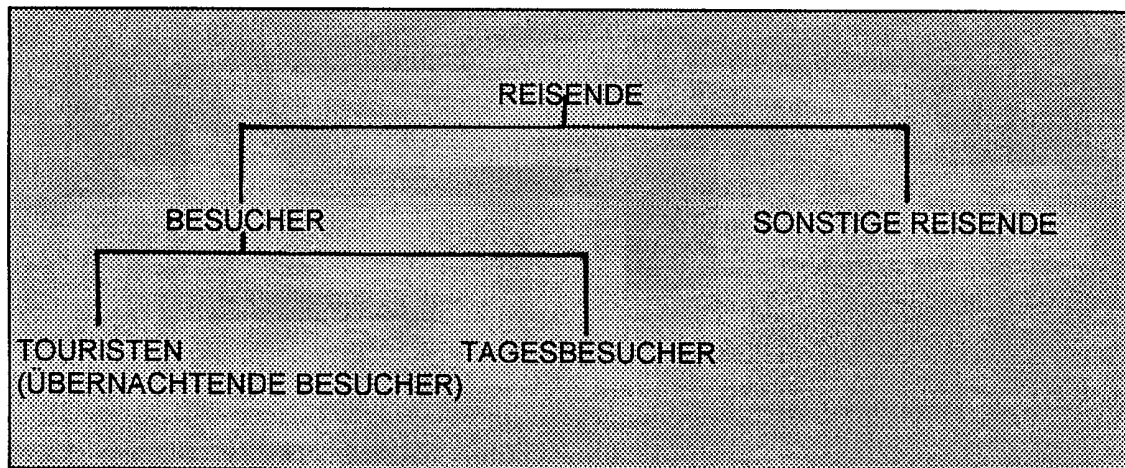 REISENDE
BESUCHER
SONSTIGE REISENDE
TOURISTEN
(ÜBERNACHTENDE BESUCHER)
TAGESBESUCHER